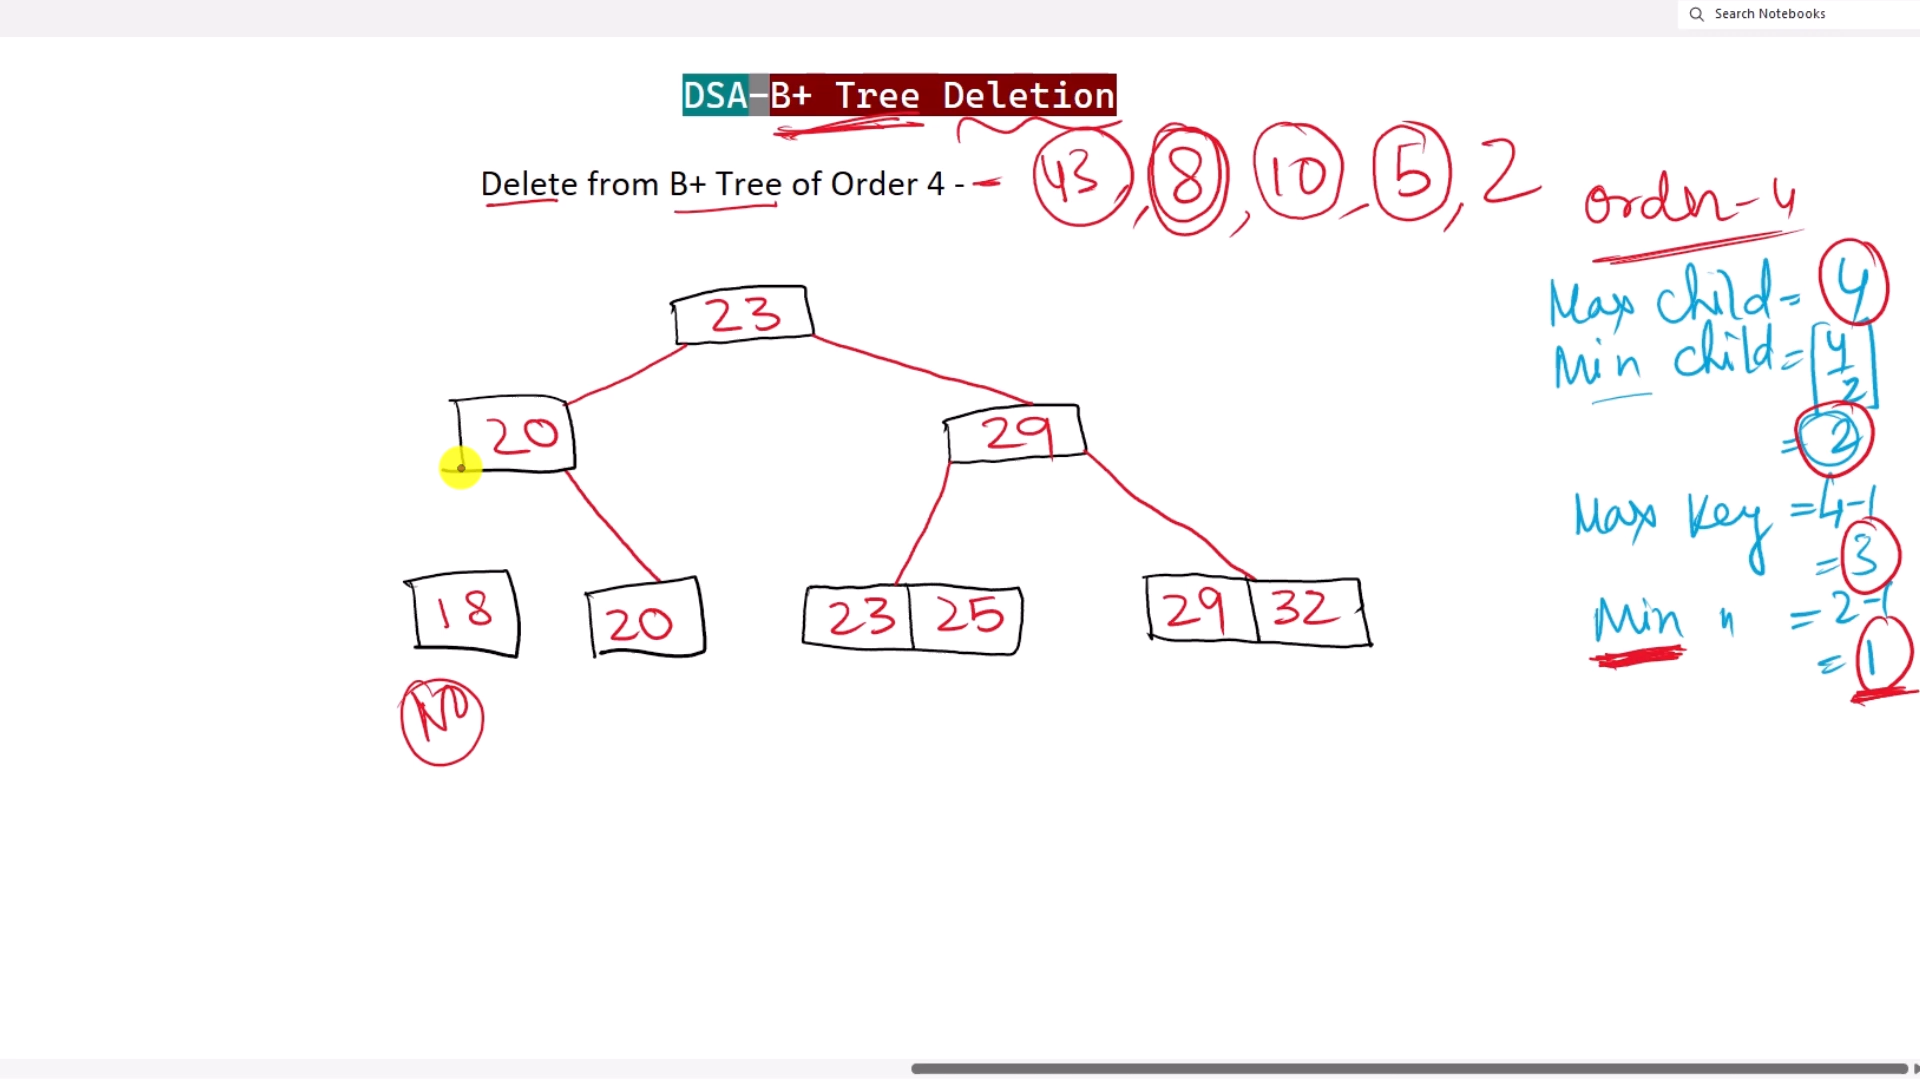 Search Notebooks
DSA-B+ Tree Deletion
Delete from B+ Tree of Order 4 - - 43, 8, 10, 5, 2
Order-4
Max child = 4
Min child = [4/2]
= 2
Max Key = 4-1
= 3
Min " = 2-1
= 1
23
20
29
18
20
23 25
29 32
NO